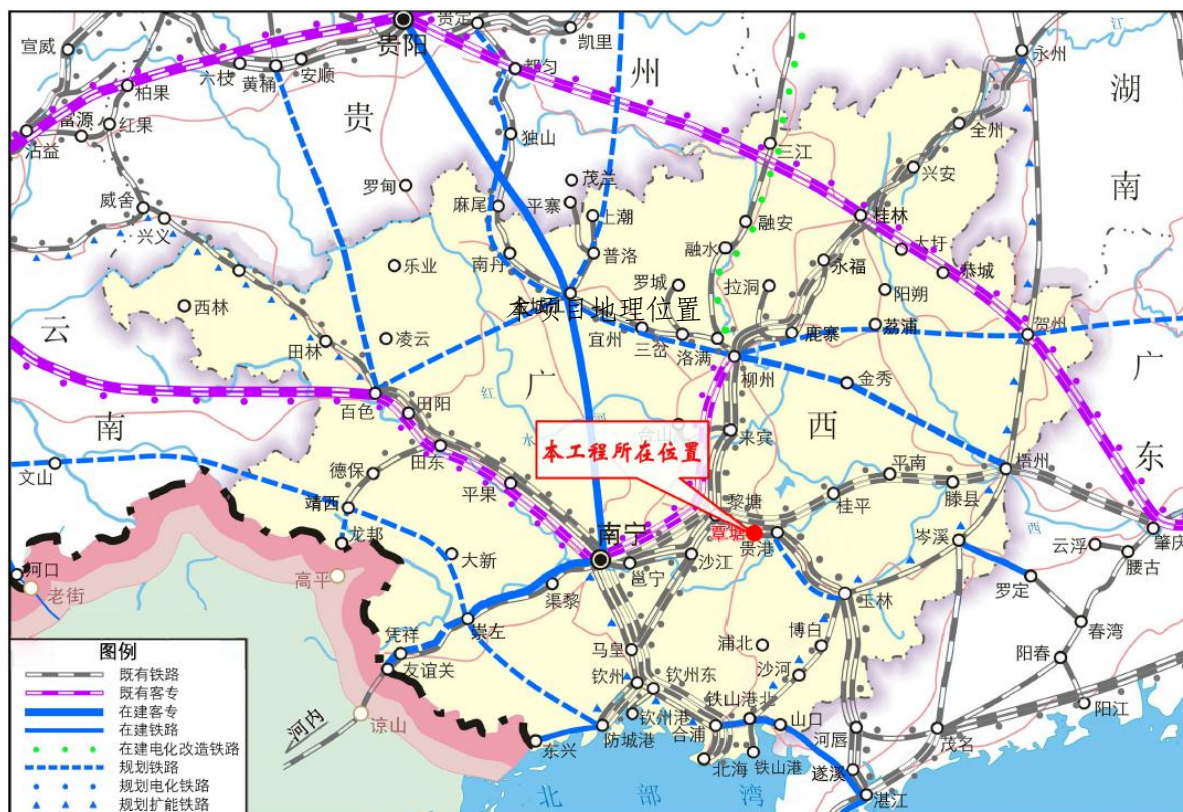 贵阳
贵定
凯里
宣威
六枝
黄桶
安顺
都匀
州
永州
湖
柏果
贵
富源
红果
沾益
独山
三江
全州
兴安
南
罗甸
茂兰
威舍
麻尾
平寨
上潮
兴义
融安
桂林
南丹
普洛
融水
大圩
乐业
罗城
拉洞
永福
恭城
西林
阳朔
本项目地理位置
云
宜州
三岔
洛满
鹿寨
荔浦
贺州
田林
凌云
柳州
广
广
金秀
百色
红
南
田阳
水
河
西
来宾
合山
本工程所在位置
田东
文山
德保
平果
平南
梧州
东
靖西
黎塘
桂平
滕县
南宁
覃塘
贵港
西
龙邦
大新
沙江
岑溪
云浮
肇庆
邕宁
腰古
河口
老街
高平
渠黎
玉林
罗定
崇左
博白
春湾
凭祥
马皇
浦北
友谊关
沙河
阳春
图例
既有铁路
既有客专
在建客专
在建铁路
在建电化改造铁路
规划铁路
规划电化铁路
规划扩能铁路
钦州
钦州东
铁山港北
谅山
河内
钦州港
山口
阳江
东兴
防城港
合浦
河唇
茂名
北海
铁山港
遂溪
北部湾
湛江
江